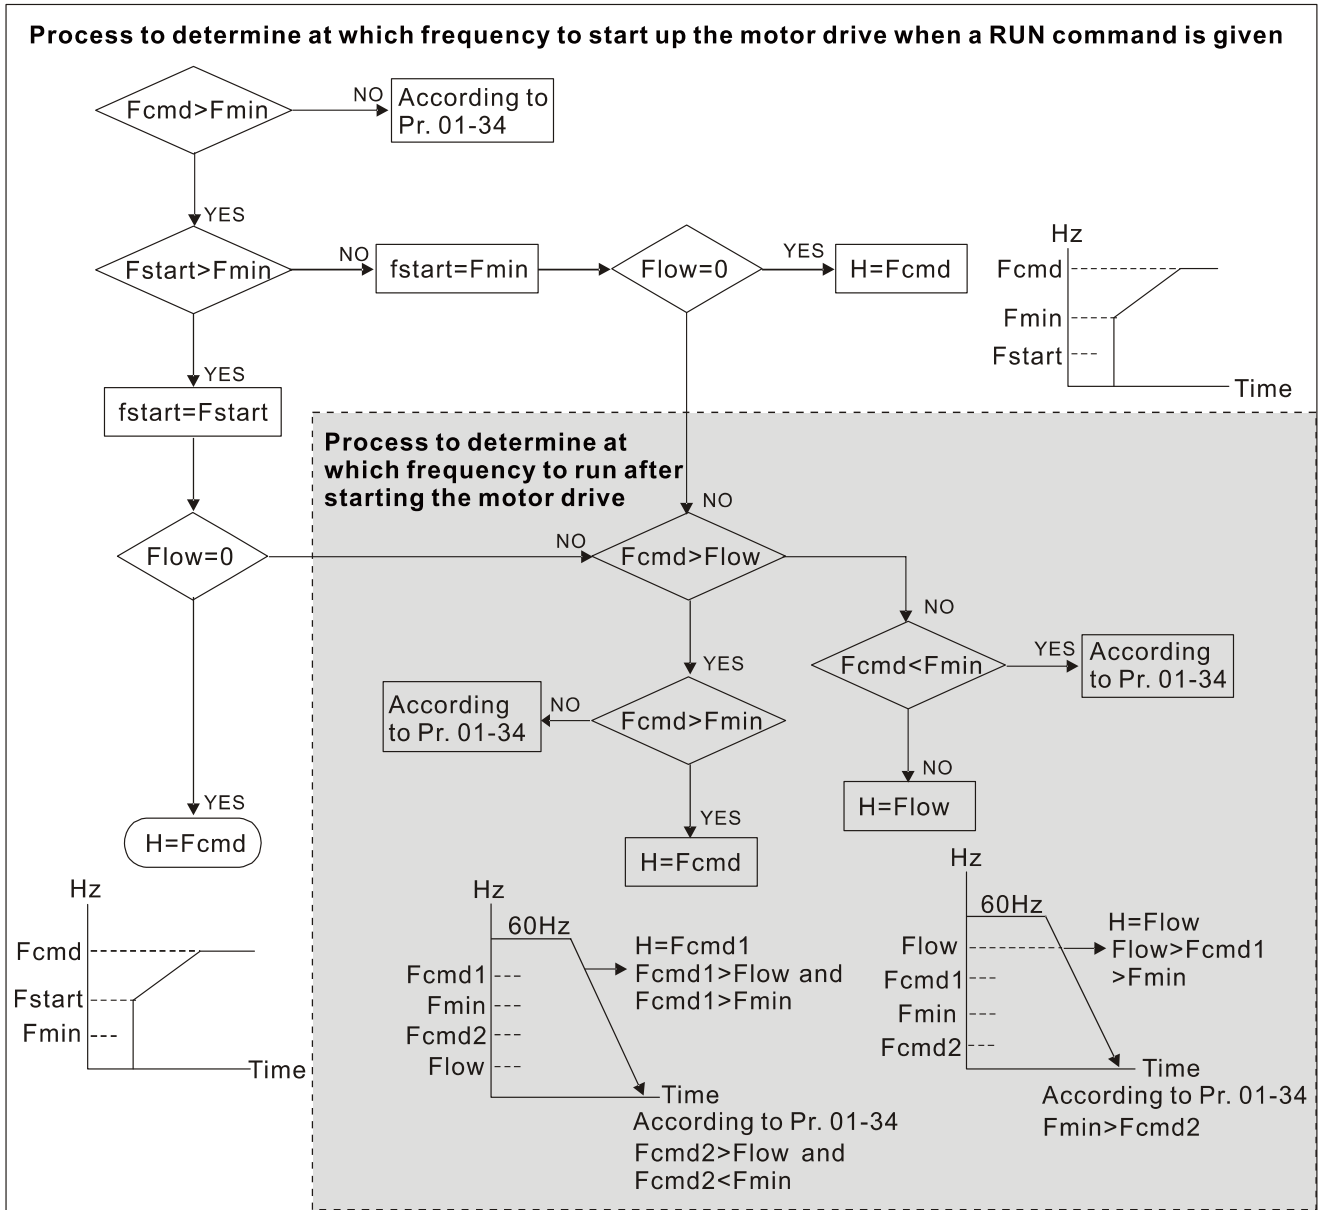 Process to determine at which frequency to start up the motor drive when a RUN command is given
Fcmd>Fmin
NO
According to
Pr. 01-34
YES
Fstart>Fmin
NO
fstart=Fmin
Flow=0
YES
H=Fcmd
Hz
Fcmd
Fmin
Fstart
Time
YES
fstart=Fstart
Process to determine at
which frequency to run after
starting the motor drive
NO
Flow=0
NO
Fcmd>Flow
NO
YES
Fcmd<Fmin
YES
According
to Pr. 01-34
According
to Pr. 01-34
NO
Fcmd>Fmin
NO
H=Flow
YES
H=Fcmd
YES
H=Fcmd
Hz
Fcmd
Fstart
Fmin
Time
Hz
60Hz
Fcmd1
Fmin
Fcmd2
Flow
H=Fcmd1
Fcmd1>Flow and
Fcmd1>Fmin
Time
According to Pr. 01-34
Fcmd2>Flow and
Fcmd2<Fmin
Hz
60Hz
Flow
Fcmd1
Fmin
Fcmd2
H=Flow
Flow>Fcmd1
>Fmin
Time
According to Pr. 01-34
Fmin>Fcmd2